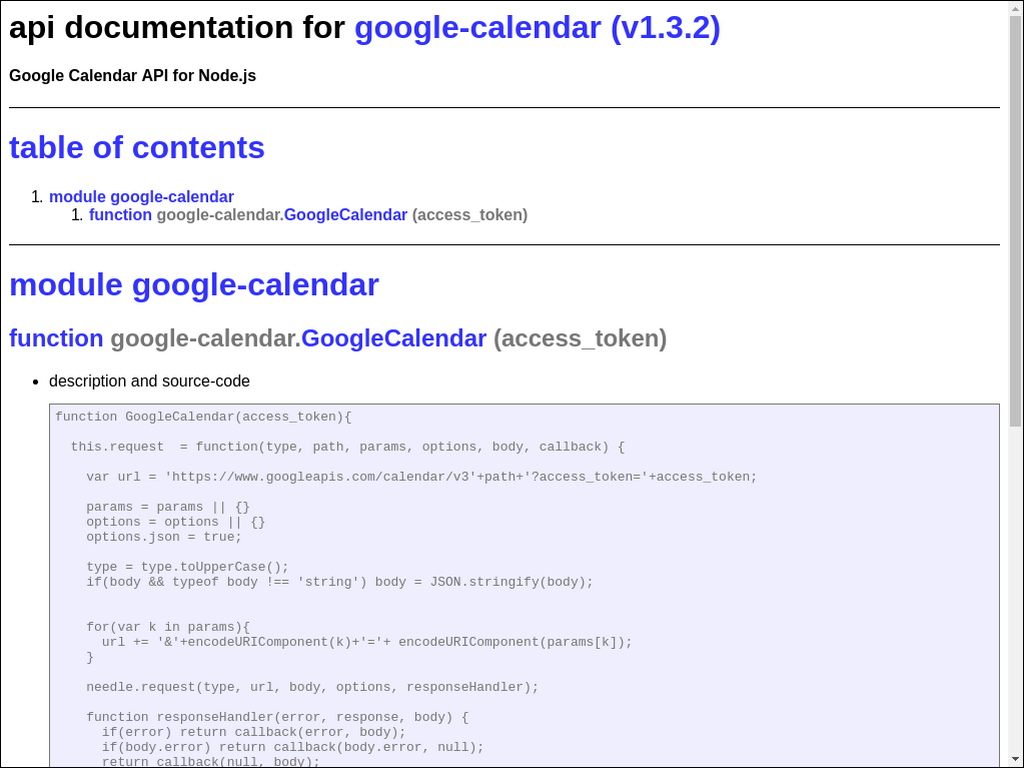 api documentation for google-calendar (v1.3.2)
Google Calendar API for Node.js
table of contents
1. module google-calendar
1. function google-calendar.GoogleCalendar (access_token)
module google-calendar
function google-calendar.GoogleCalendar (access_token)
• description and source-code
function GoogleCalendar(access_token){
  this.request  = function(type, path, params, options, body, callback) {
    var url = 'https://www.googleapis.com/calendar/v3'+path+'?access_token='+access_token;
    params = params || {}
    options = options || {}
    options.json = true;
    type = type.toUpperCase();
    if(body && typeof body !== 'string') body = JSON.stringify(body);
    for(var k in params){
      url += '&'+encodeURIComponent(k)+'='+ encodeURIComponent(params[k]);
    }
    needle.request(type, url, body, options, responseHandler);
    function responseHandler(error, response, body) {
      if(error) return callback(error, body);
      if(body.error) return callback(body.error, null);
      return callback(null, body);